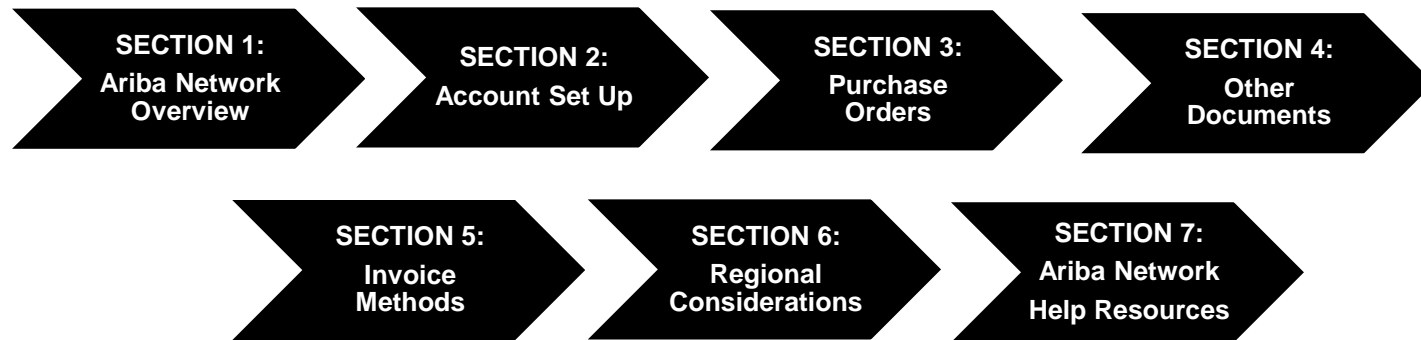 SECTION 1:
Ariba Network
Overview
SECTION 2:
Account Set Up
SECTION 3:
Purchase
Orders
SECTION 4:
Other
Documents
SECTION 5:
Invoice
Methods
SECTION 6:
Regional
Considerations
SECTION 7:
Ariba Network
Help Resources